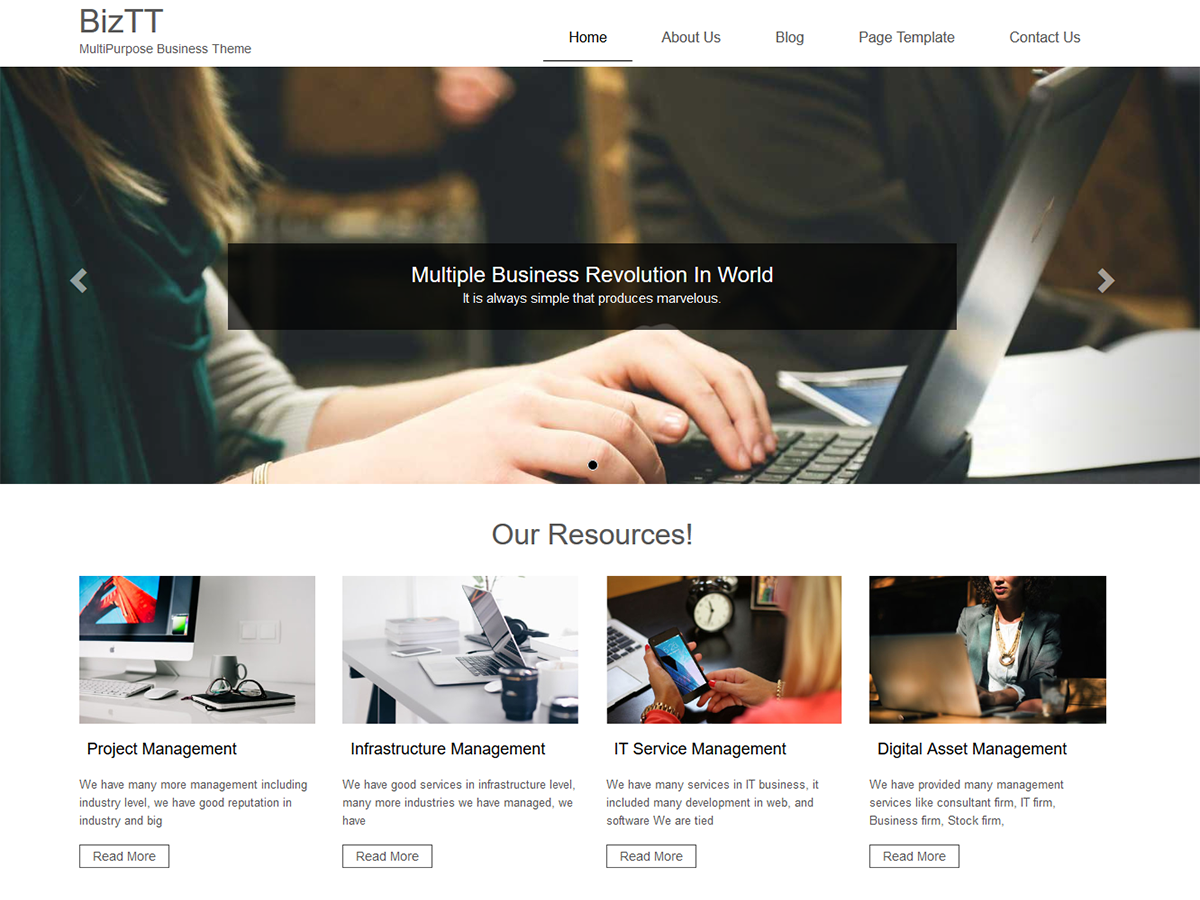 BizTT
MultiPurpose Business Theme
Home
About Us
Blog
Page Template
Contact Us
Multiple Business Revolution In World
It is always simple that produces marvelous.
Our Resources!
Project Management
We have many more management including
industry level, we have good reputation in
industry and big
Read More
Infrastructure Management
We have good services in infrastructure level,
many more industries we have managed, we
have
Read More
IT Service Management
We have many services in IT business, it
included many development in web, and
software We are tied
Read More
Digital Asset Management
We have provided many management
services like consultant firm, IT firm,
Business firm, Stock firm,
Read More